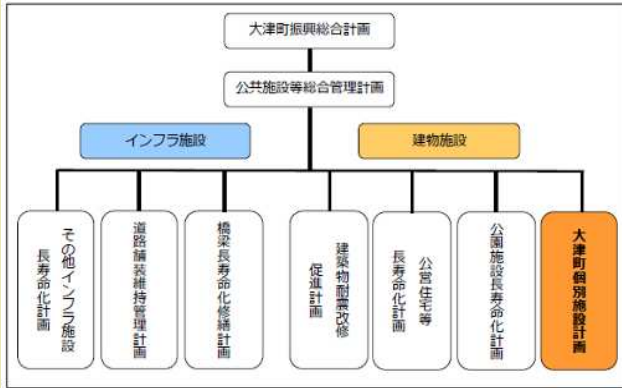 大津町振興総合計画
公共施設等総合管理計画
インフラ施設
建物施設
その他インフラ施設
長寿命化計画
道路舗装維持管理計画
橋梁長寿命化修繕計画
建築物耐震改修
促進計画
公営住宅等
長寿命化計画
公園施設長寿命化計画
大津町個別施設計画